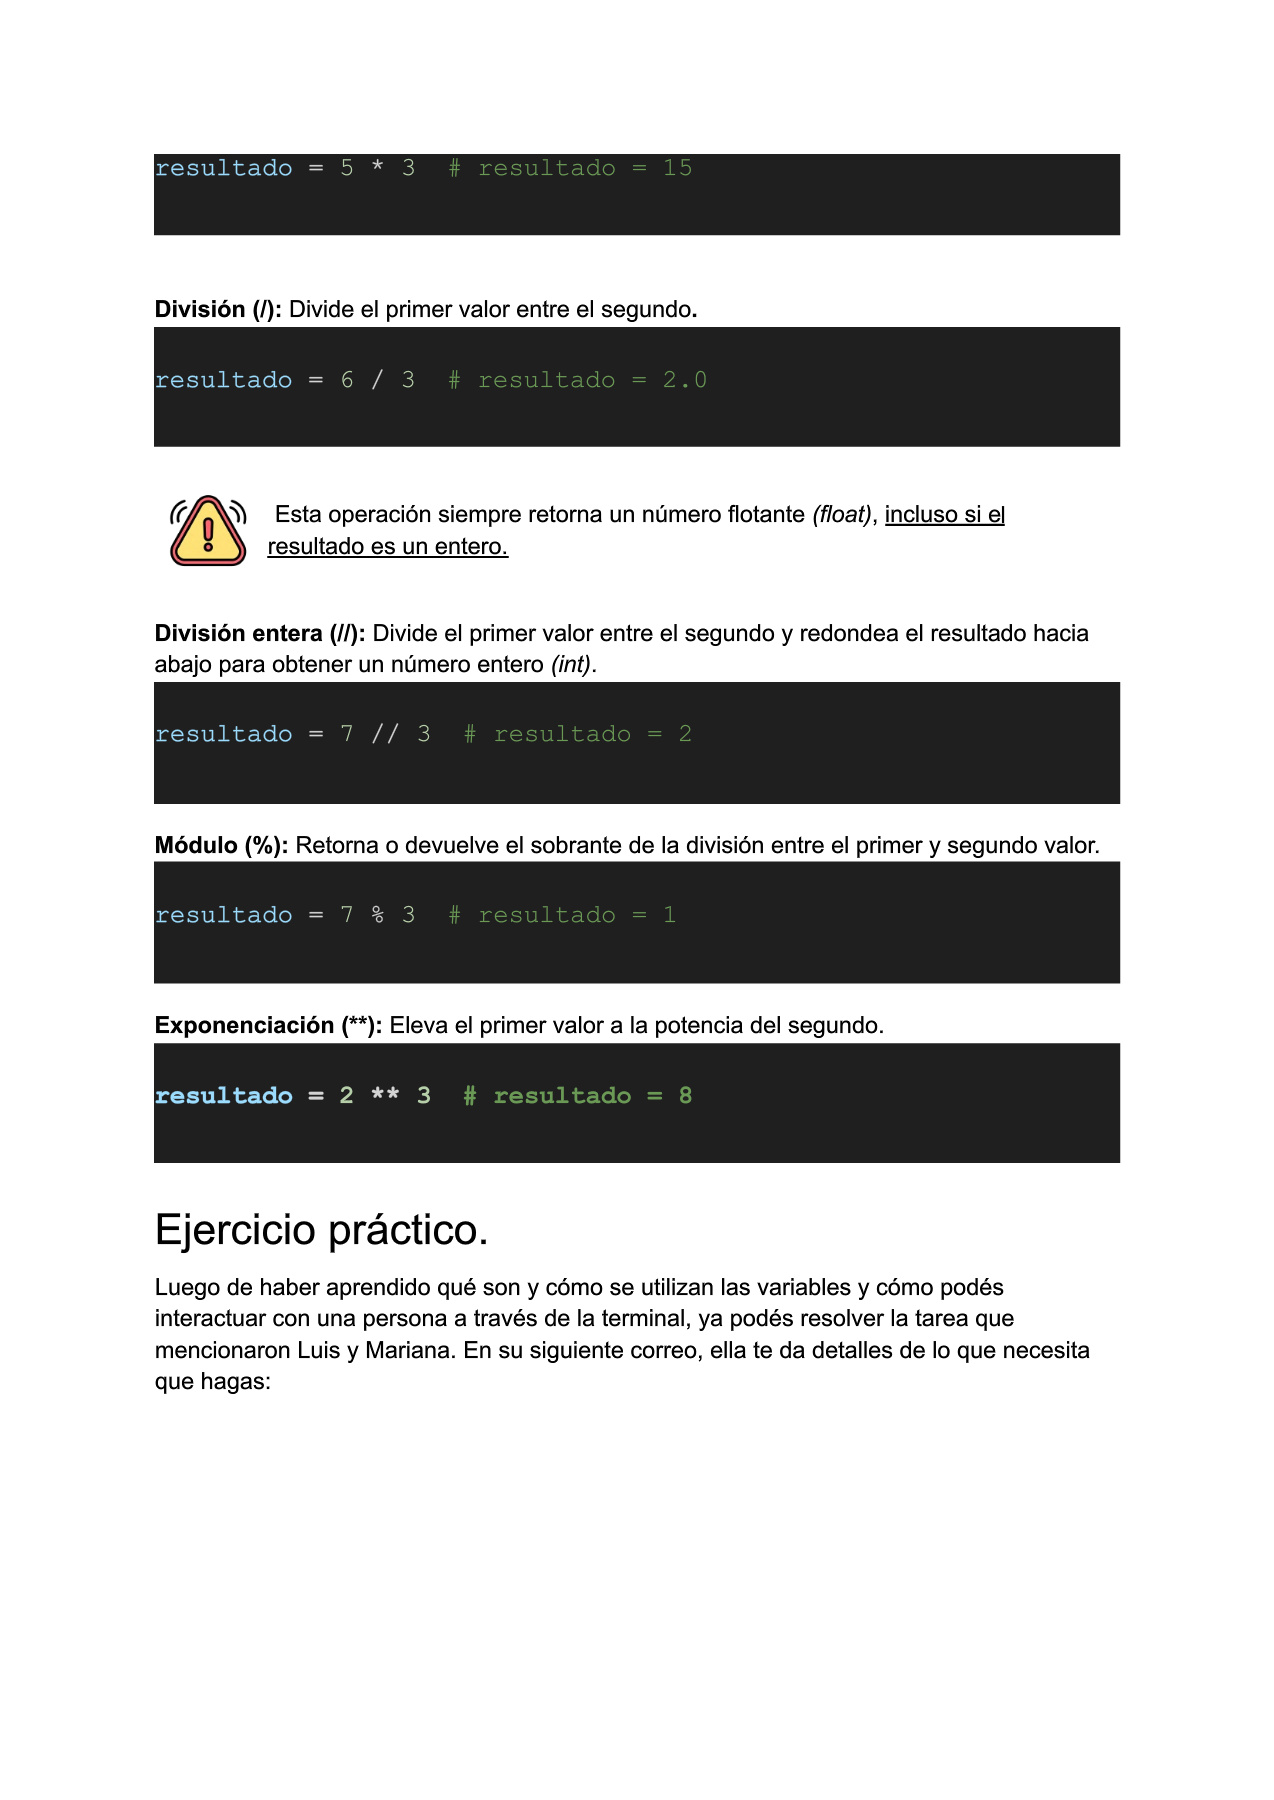 resultado = 5 * 3  # resultado = 15
División (/): Divide el primer valor entre el segundo.
resultado = 6 / 3  # resultado = 2.0
Esta operación siempre retorna un número flotante (float), incluso si el
resultado es un entero.
División entera (//): Divide el primer valor entre el segundo y redondea el resultado hacia
abajo para obtener un número entero (int).
resultado = 7 // 3  # resultado = 2
Módulo (%): Retorna o devuelve el sobrante de la división entre el primer y segundo valor.
resultado = 7 % 3  # resultado = 1
Exponenciación (**): Eleva el primer valor a la potencia del segundo.
resultado = 2 ** 3  # resultado = 8
Ejercicio práctico.
Luego de haber aprendido qué son y cómo se utilizan las variables y cómo podés
interactuar con una persona a través de la terminal, ya podés resolver la tarea que
mencionaron Luis y Mariana. En su siguiente correo, ella te da detalles de lo que necesita
que hagas: